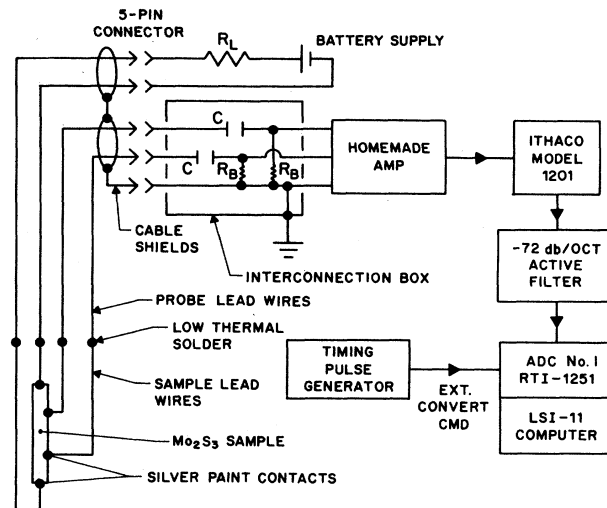 5-PIN
CONNECTOR
R_L
BATTERY SUPPLY
C
C
R_B
R_B
HOMEMADE
AMP
ITHACO
MODEL
1201
CABLE
SHIELDS
INTERCONNECTION BOX
-72 db/OCT
ACTIVE
FILTER
PROBE LEAD WIRES
LOW THERMAL
SOLDER
SAMPLE LEAD
WIRES
TIMING
PULSE
GENERATOR
EXT.
CONVERT
CMD
ADC No. 1
RTI-1251
LSI-11
COMPUTER
Mo₂S₃ SAMPLE
SILVER PAINT CONTACTS